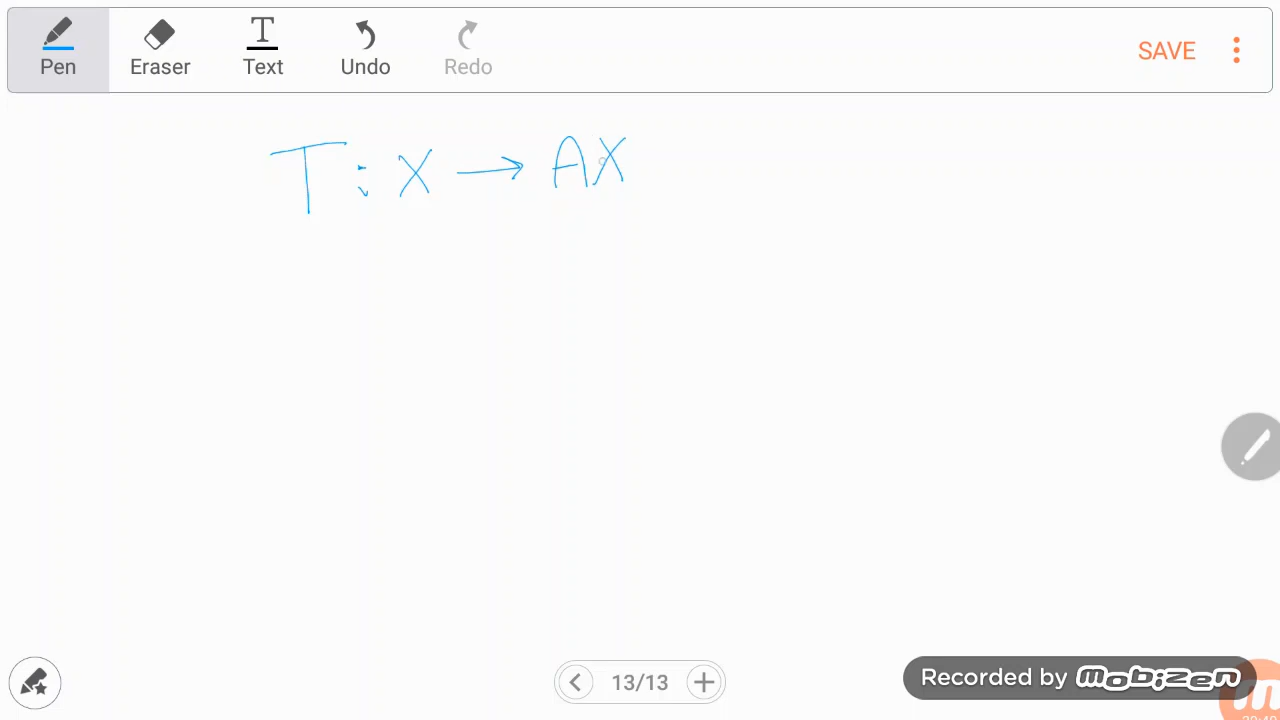 Pen Eraser Text Undo Redo SAVE
T : X → AX
13/13
Recorded by mobizen